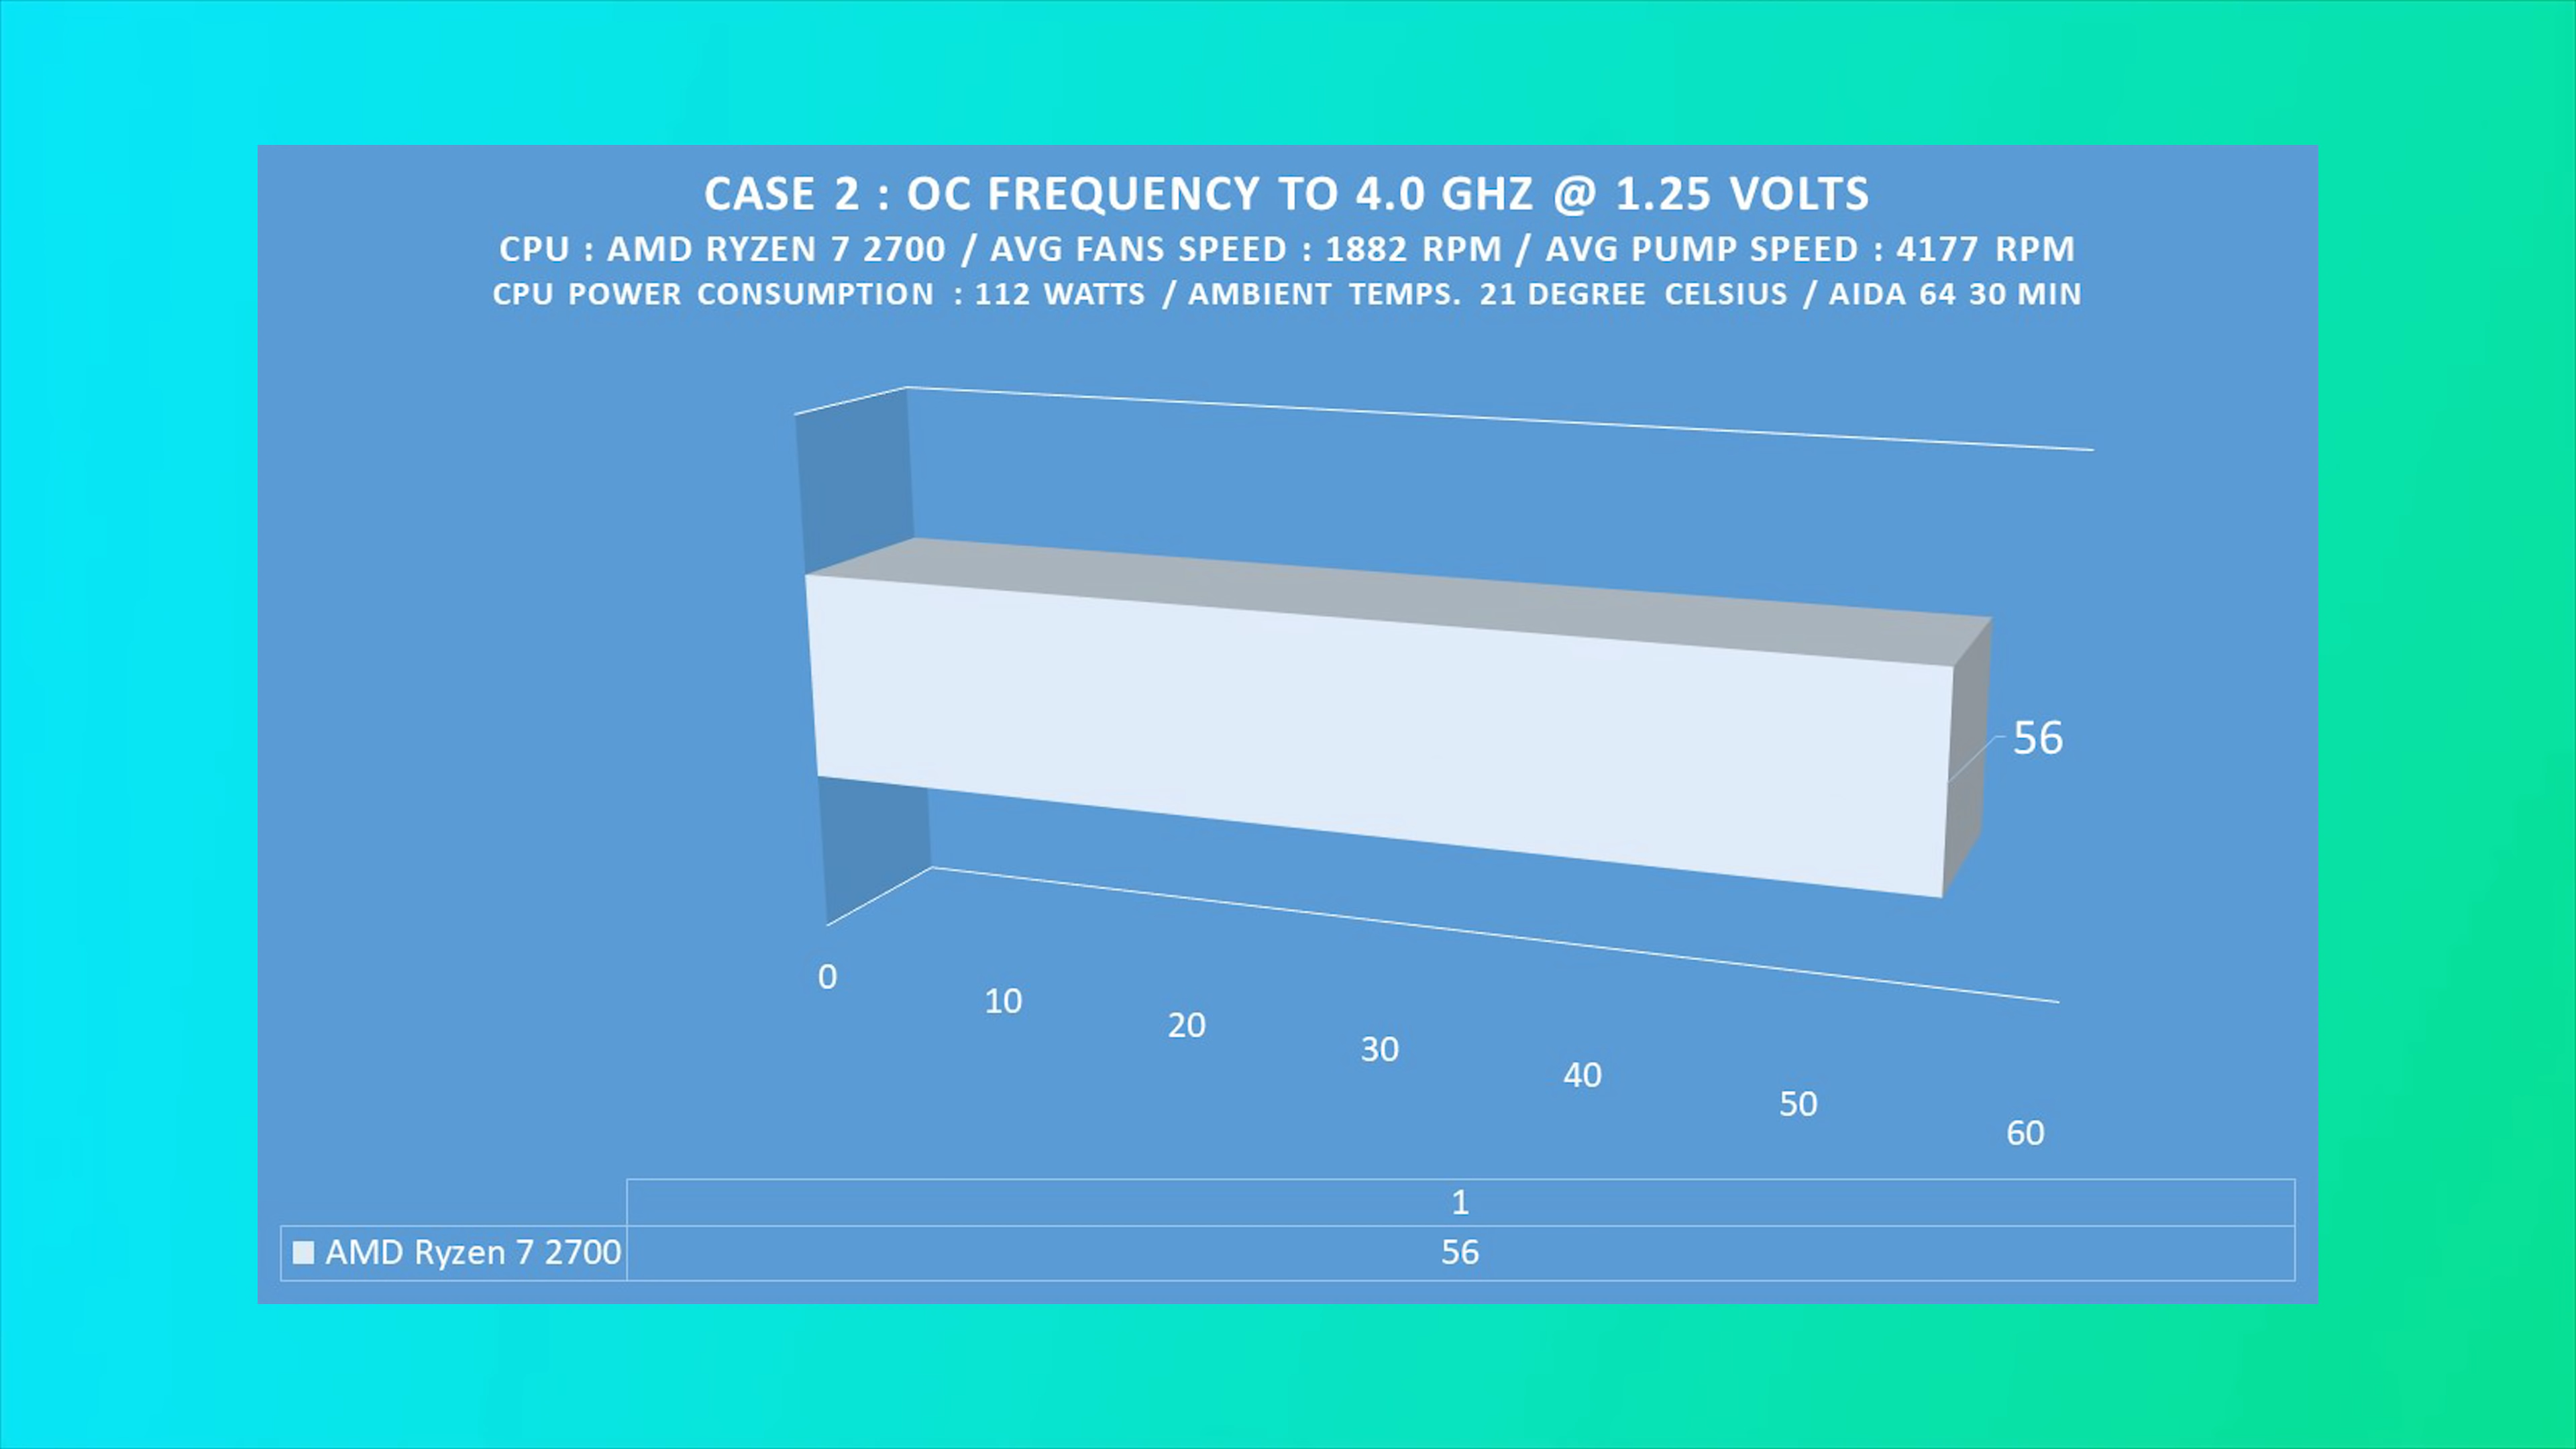 CASE 2 : OC FREQUENCY TO 4.0 GHZ @ 1.25 VOLTS
CPU : AMD RYZEN 7 2700 / AVG FANS SPEED : 1882 RPM / AVG PUMP SPEED : 4177 RPM
CPU POWER CONSUMPTION : 112 WATTS / AMBIENT TEMPS. 21 DEGREE CELSIUS / AIDA 64 30 MIN
56
0
10
20
30
40
50
60
1
AMD Ryzen 7 2700 56